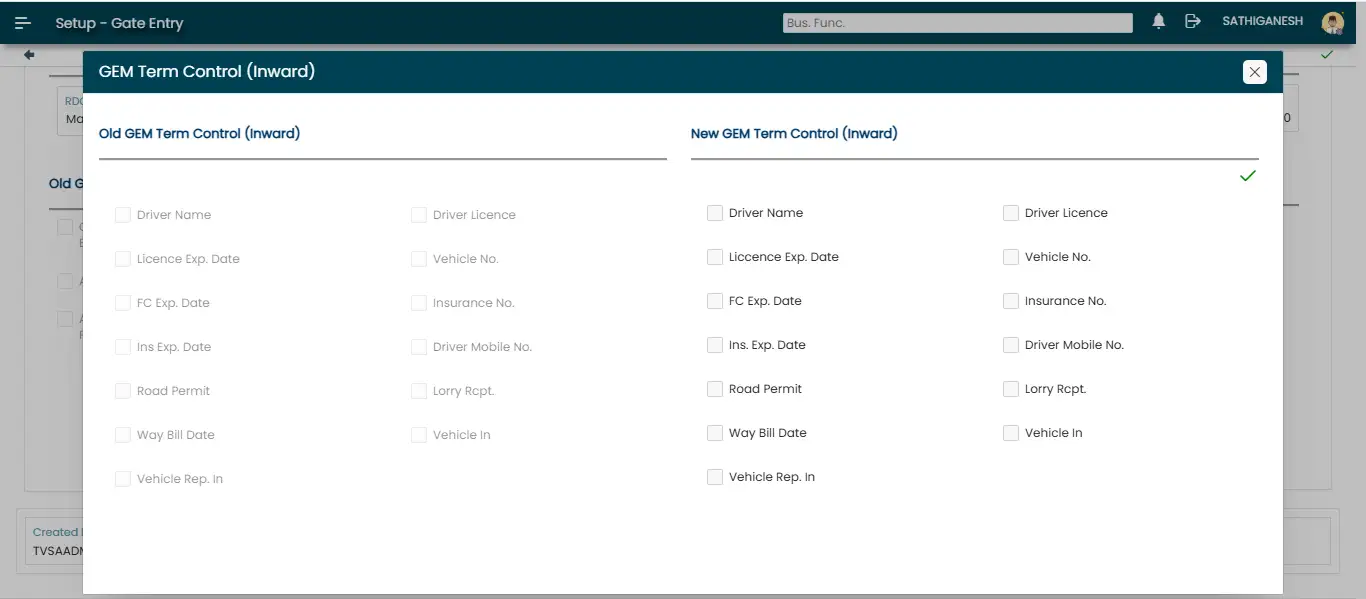 Setup - Gate Entry
Bus. Func.
SATHIGANESH
GEM Term Control (Inward)
Old GEM Term Control (Inward)
New GEM Term Control (Inward)
Driver Name
Driver Licence
Licence Exp. Date
Vehicle No.
FC Exp. Date
Insurance No.
Ins Exp. Date
Driver Mobile No.
Road Permit
Lorry Rcpt.
Way Bill Date
Vehicle In
Vehicle Rep. In
Driver Name
Driver Licence
Liccence Exp. Date
Vehicle No.
FC Exp. Date
Insurance No.
Ins. Exp. Date
Driver Mobile No.
Road Permit
Lorry Rcpt.
Way Bill Date
Vehicle In
Vehicle Rep. In
Old G
Created